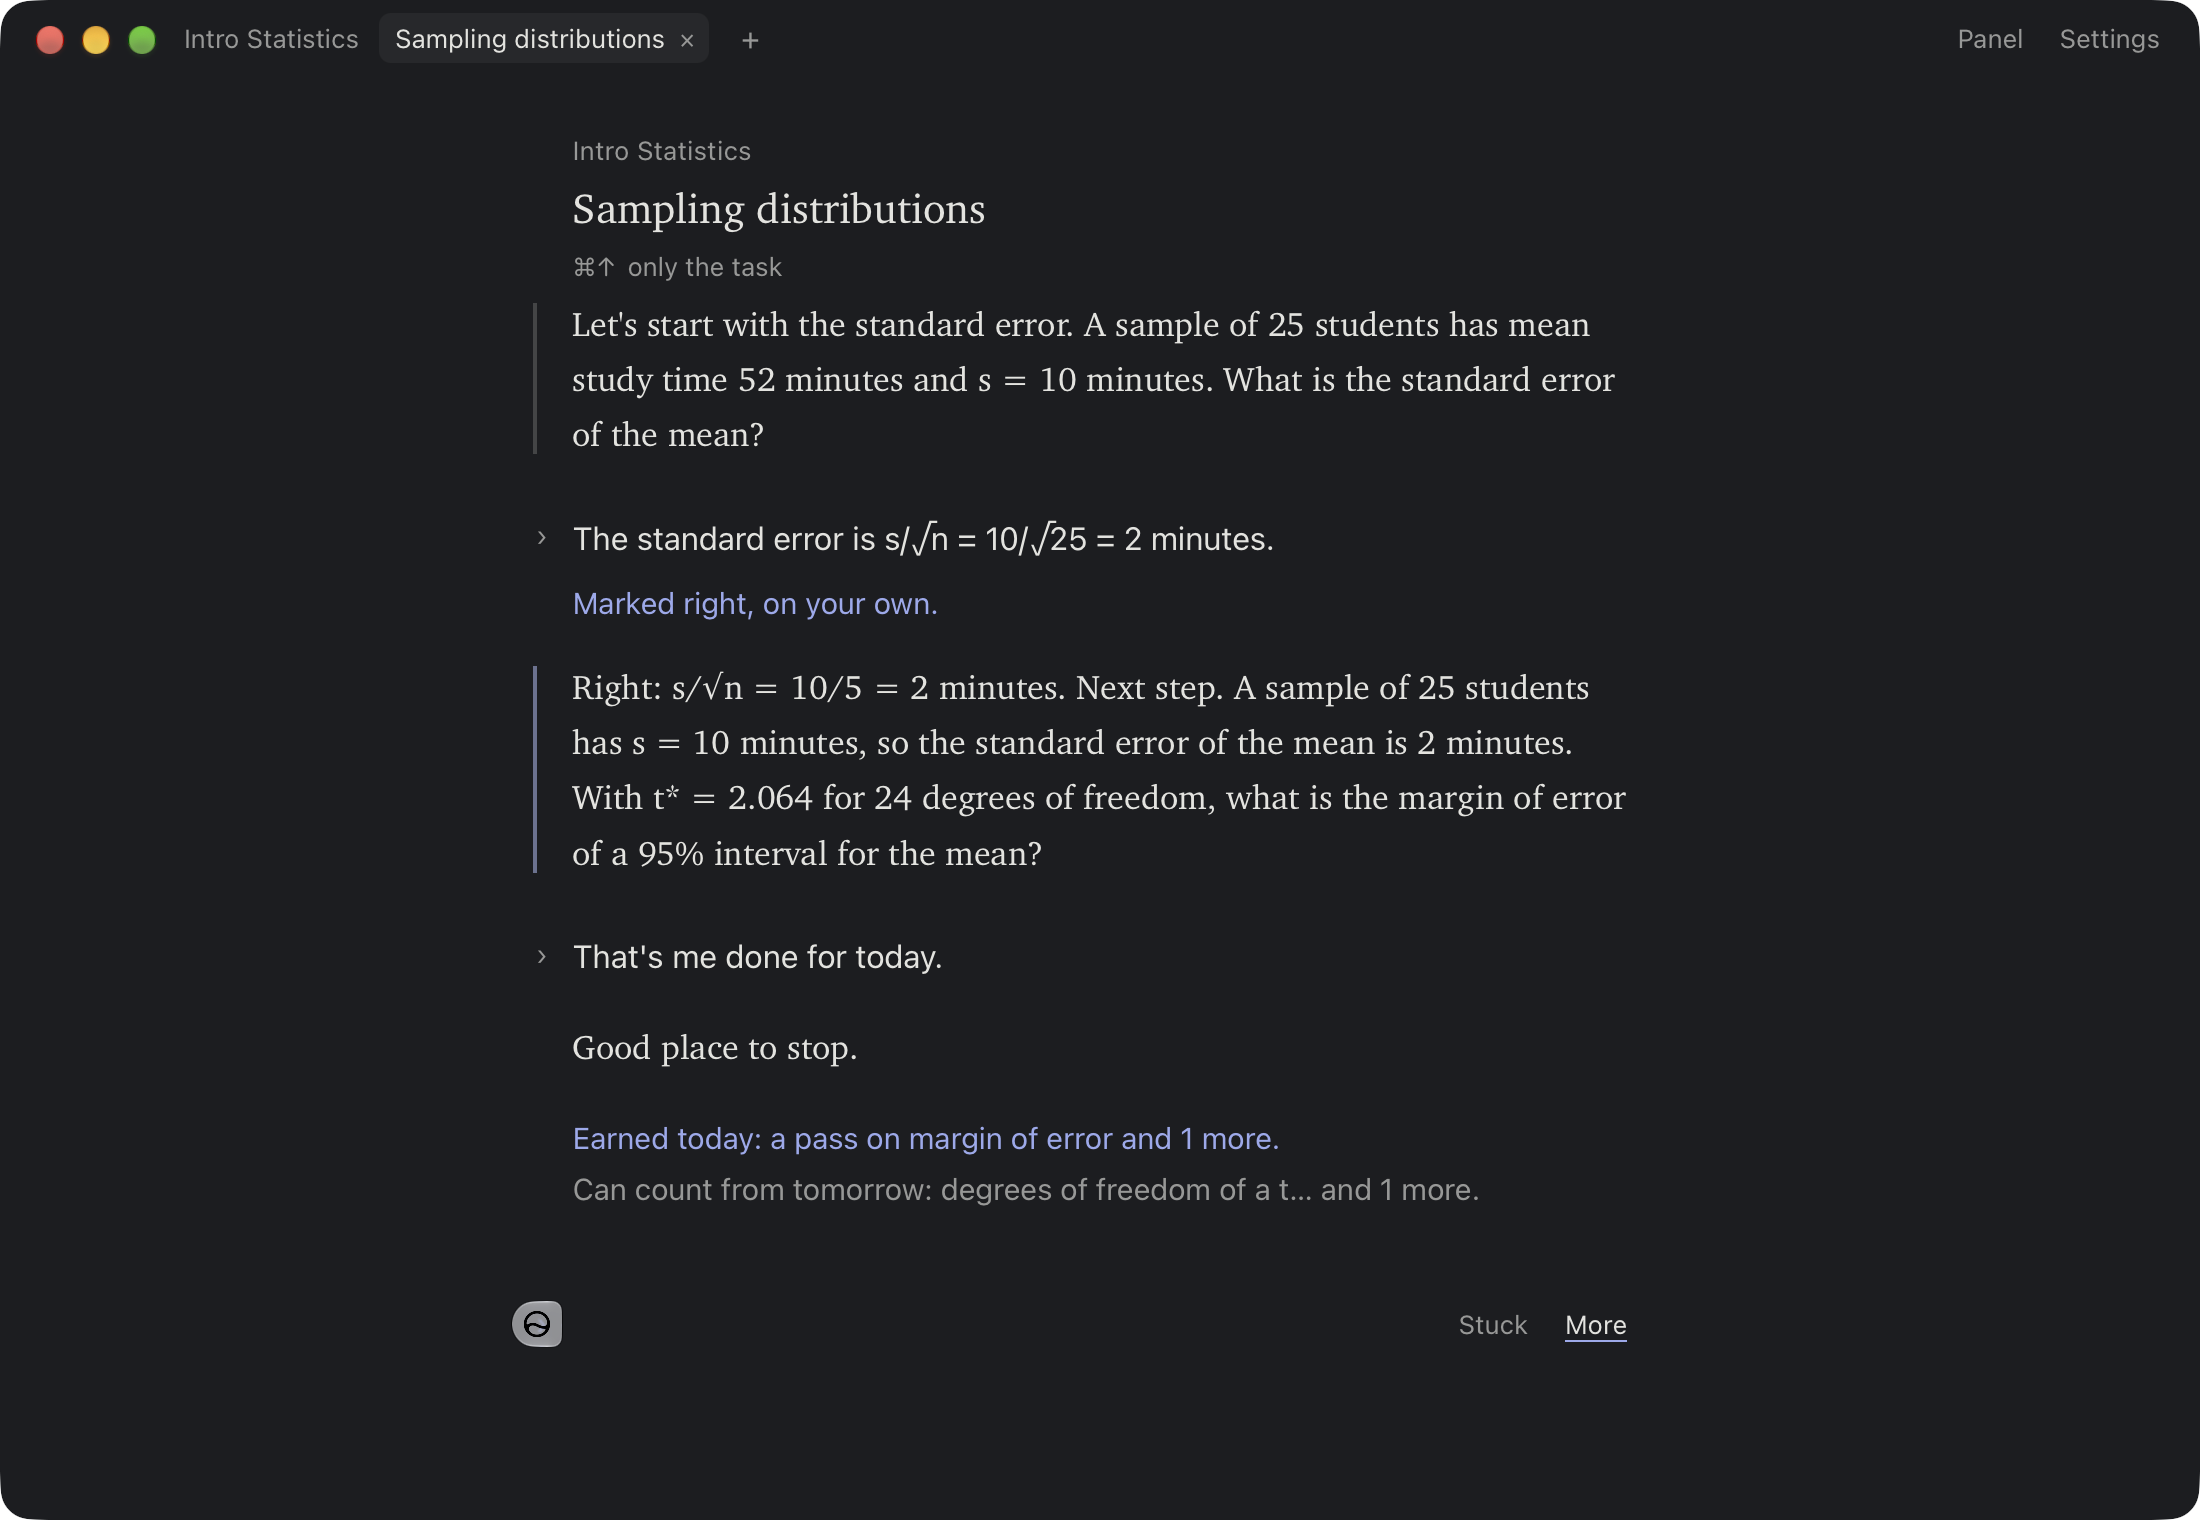 Intro Statistics
Sampling distributions ×
+
Panel
Settings
Intro Statistics
Sampling distributions
⌘↑ only the task
Let's start with the standard error. A sample of 25 students has mean
study time 52 minutes and s = 10 minutes. What is the standard error
of the mean?
› The standard error is s/√n = 10/√25 = 2 minutes.
Marked right, on your own.
Right: s/√n = 10/5 = 2 minutes. Next step. A sample of 25 students
has s = 10 minutes, so the standard error of the mean is 2 minutes.
With t* = 2.064 for 24 degrees of freedom, what is the margin of error
of a 95% interval for the mean?
› That's me done for today.
Good place to stop.
Earned today: a pass on margin of error and 1 more.
Can count from tomorrow: degrees of freedom of a t... and 1 more.
Stuck
More